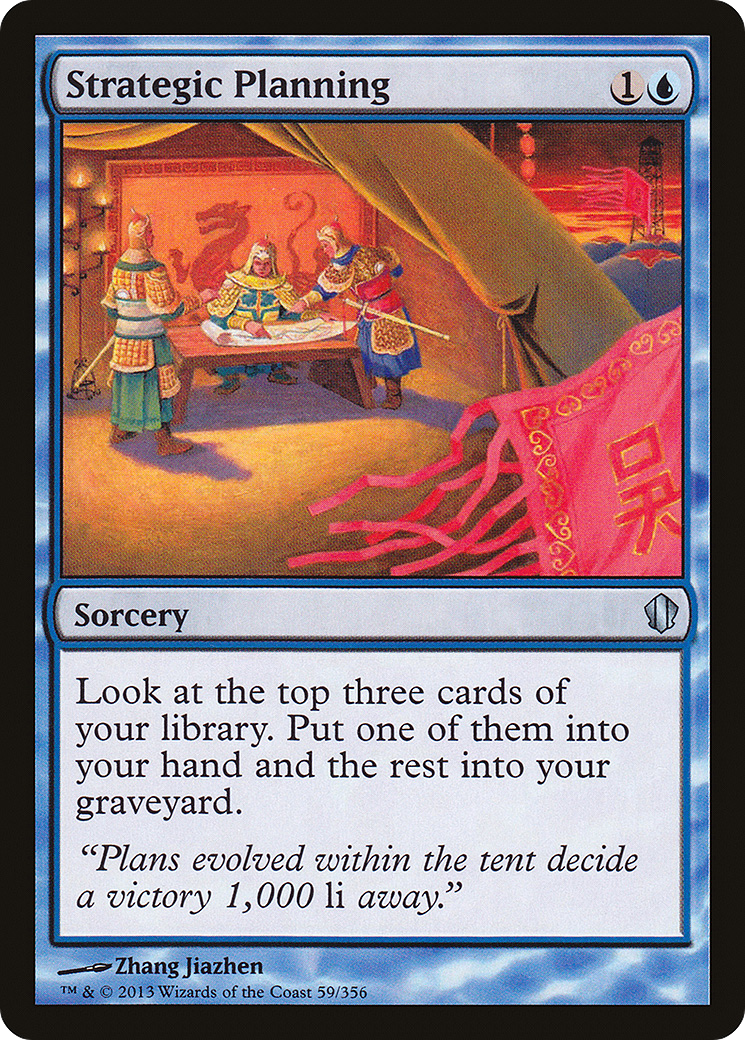 Strategic Planning 1
吴
Sorcery
Look at the top three cards of
your library. Put one of them into
your hand and the rest into your
graveyard.
“Plans evolved within the tent decide
a victory 1,000 li away.”
Zhang Jiazhen
™ & © 2013 Wizards of the Coast 59/356